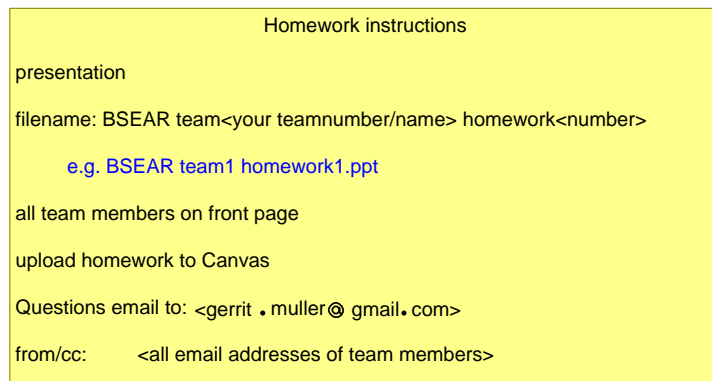 Homework instructions
presentation
filename: BSEAR team<your teamnumber/name> homework<number>
e.g. BSEAR team1 homework1.ppt
all team members on front page
upload homework to Canvas
Questions email to: <gerrit . muller@ gmail. com>
from/cc: <all email addresses of team members>